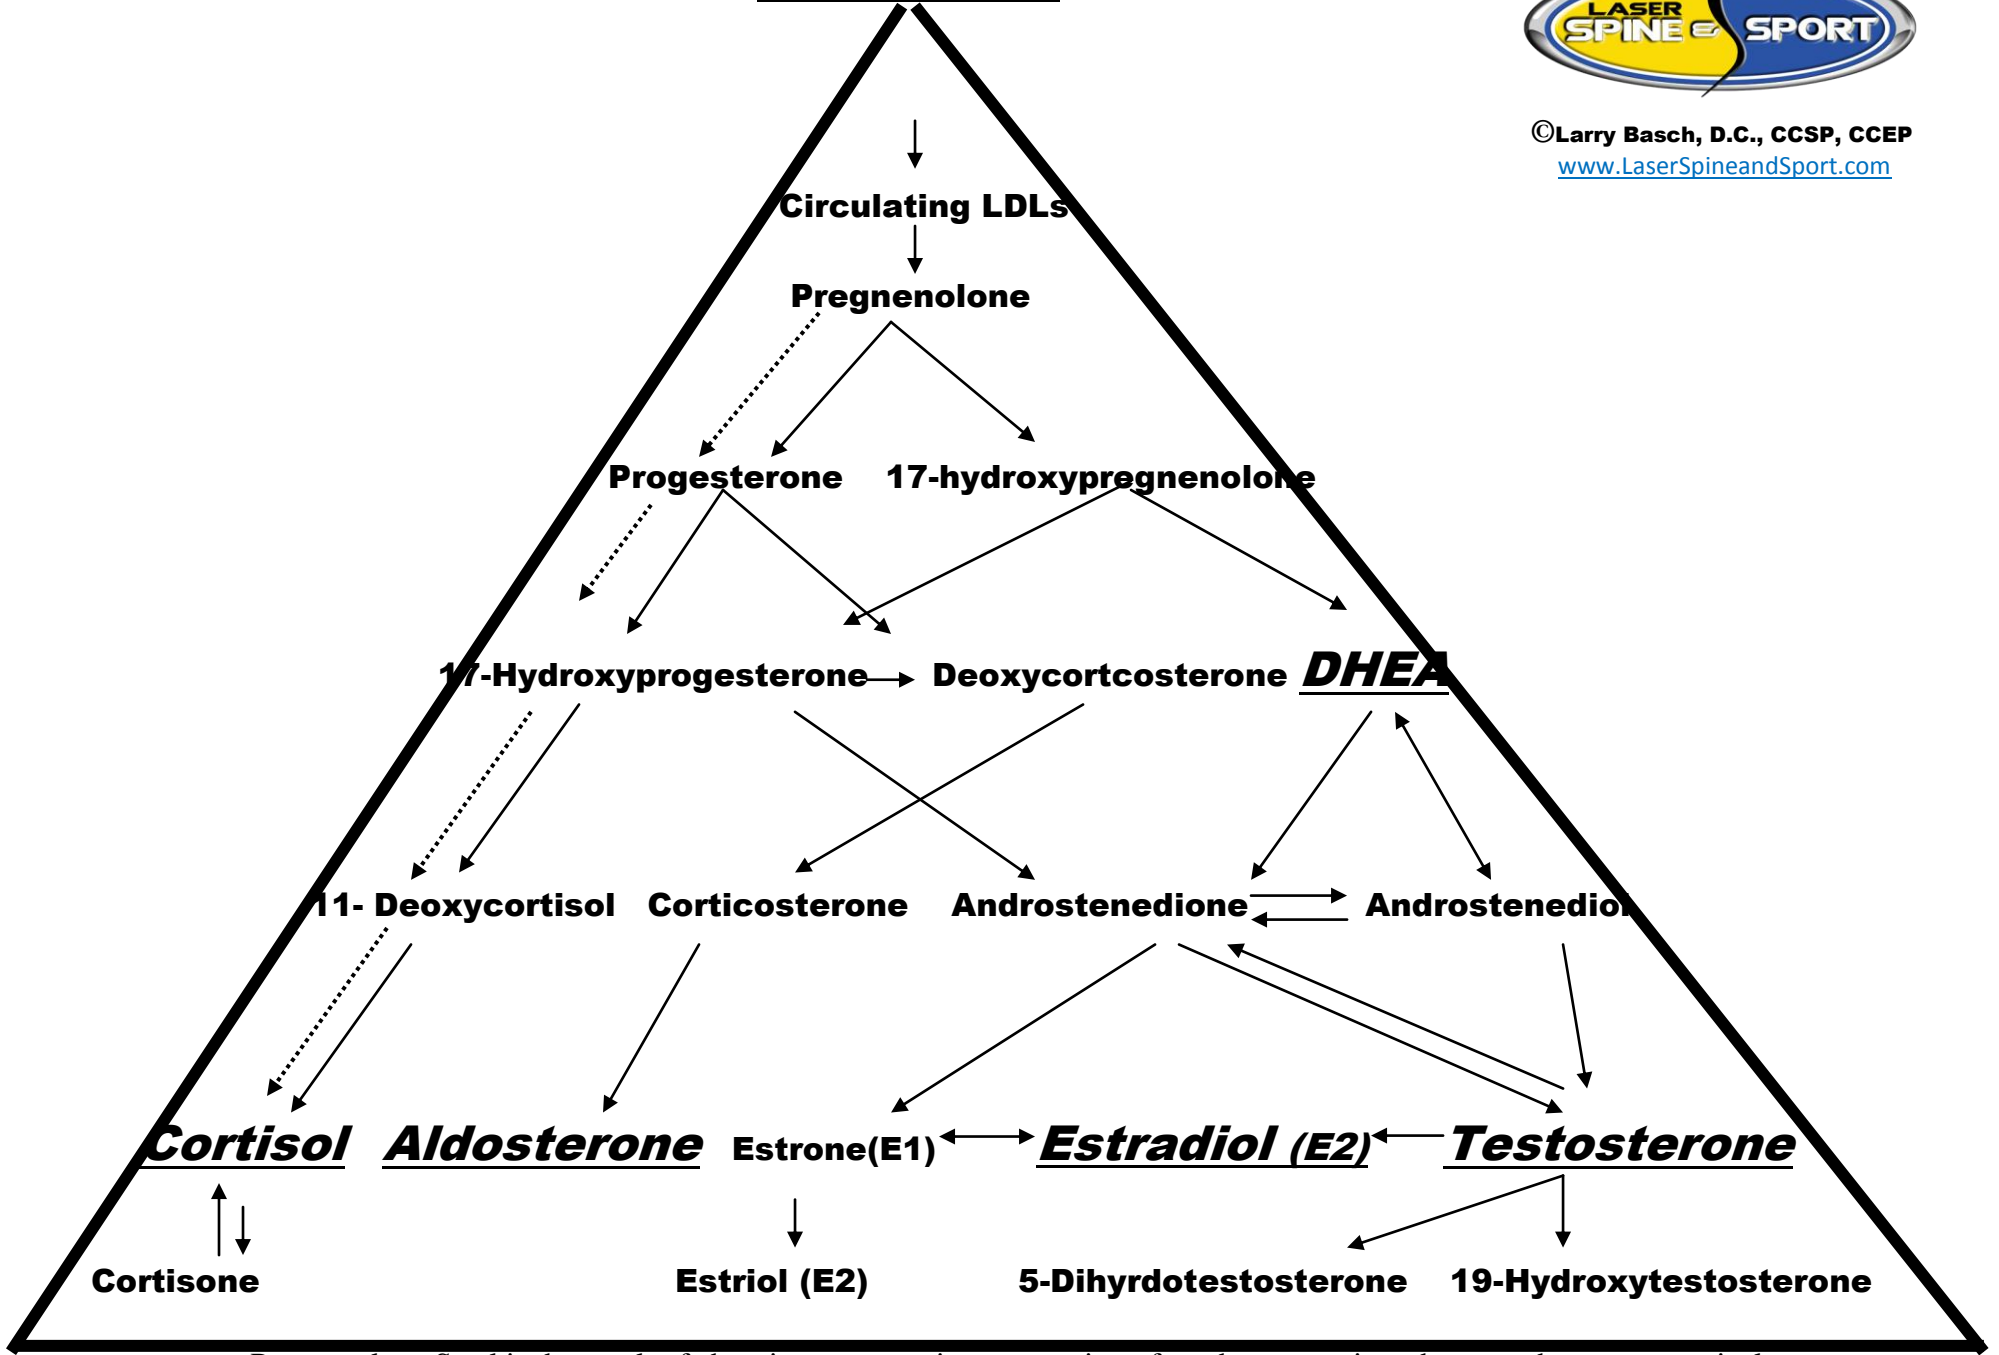 LASER
SPINE & SPORT
©Larry Basch, D.C., CCSP, CCEP
www.LaserSpineandSport.com
Circulating LDLs
Pregnenolone
Progesterone 17-hydroxypregnenolone
17-Hydroxyprogesterone Deoxycortcosterone DHEA
11- Deoxycortisol Corticosterone Androstenedione Androstenediol
Cortisol Aldosterone Estrone(E1) Estradiol (E2) Testosterone
Cortisone Estriol (E2) 5-Dihyrdotestosterone 19-Hydroxytestosterone